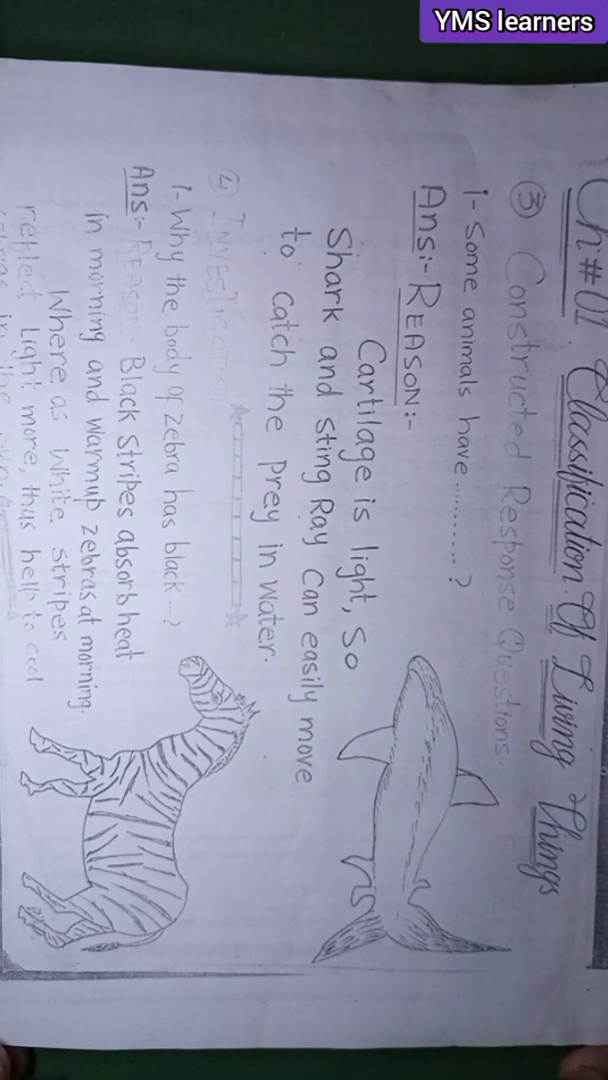 YMS learners
Ch:# 01 Classification Of Living Things
③ Constructed Response Questions.
i- Some animals have..........?
Ans:- REASON:-
Cartilage is light, So
Shark and Sting Ray can easily move
to catch the prey in water.
④ INVESTIGATION
1- Why the body of zebra has black....?
Ans:- REASON:- Black Stripes absorb heat
in morning and warmup zebras at morning.
Where as White stripes
reflect Light more, thus help to cool
zebras in the